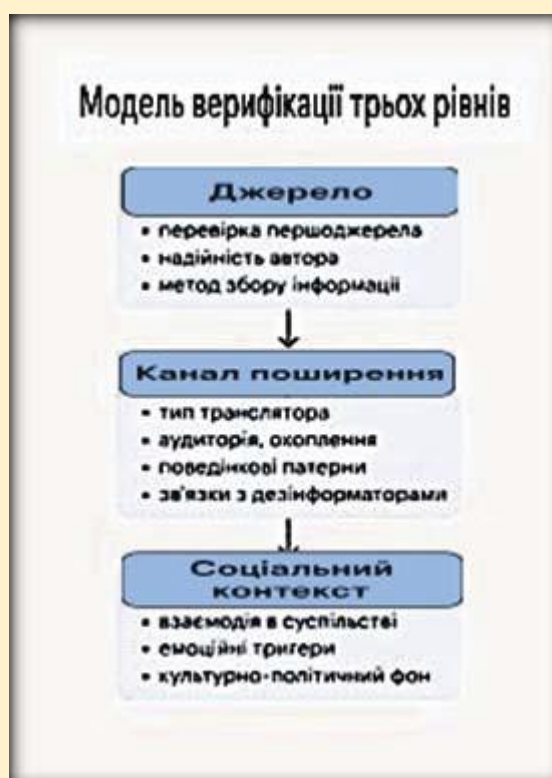 Модель верифікації трьох рівнів
Джерело
• перевірка першоджерела
• надійність автора
• метод збору інформації
Канал поширення
• тип транслятора
• аудиторія, охоплення
• поведінкові патерни
• зв'язки з дезінформаторами
Соціальний
контекст
• взаємодія в суспільстві
• емоційні тригери
• культурно-політичний фон